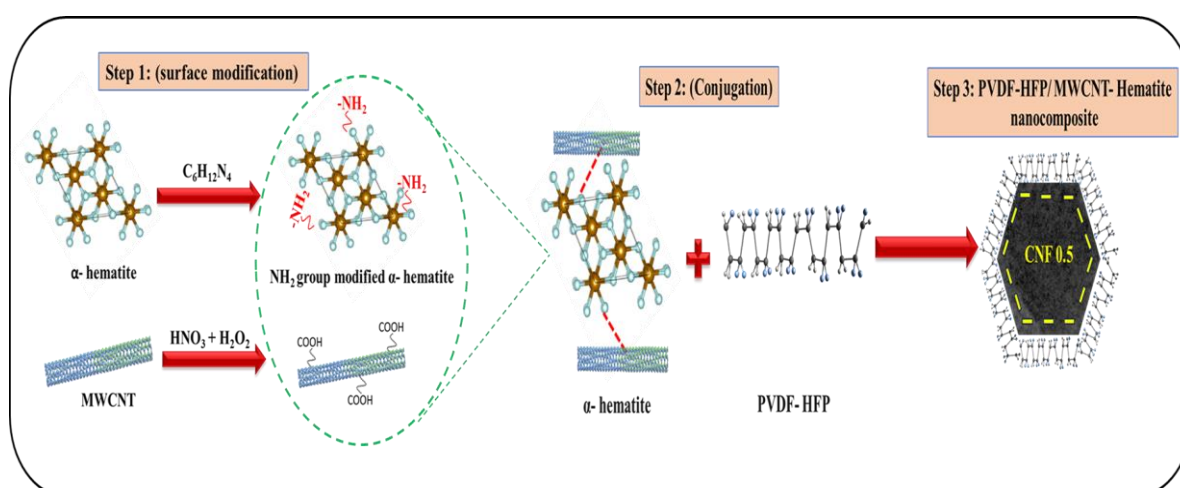 Step 1: (surface modification)
-NH2
C6H12N4
-NH2
-NH2
α- hematite
NH2 group modified α- hematite
HNO3 + H2O2
COOH
COOH
COOH
MWCNT
Step 2: (Conjugation)
α- hematite
PVDF- HFP
Step 3: PVDF-HFP/ MWCNT- Hematite
nanocomposite
CNF 0.5